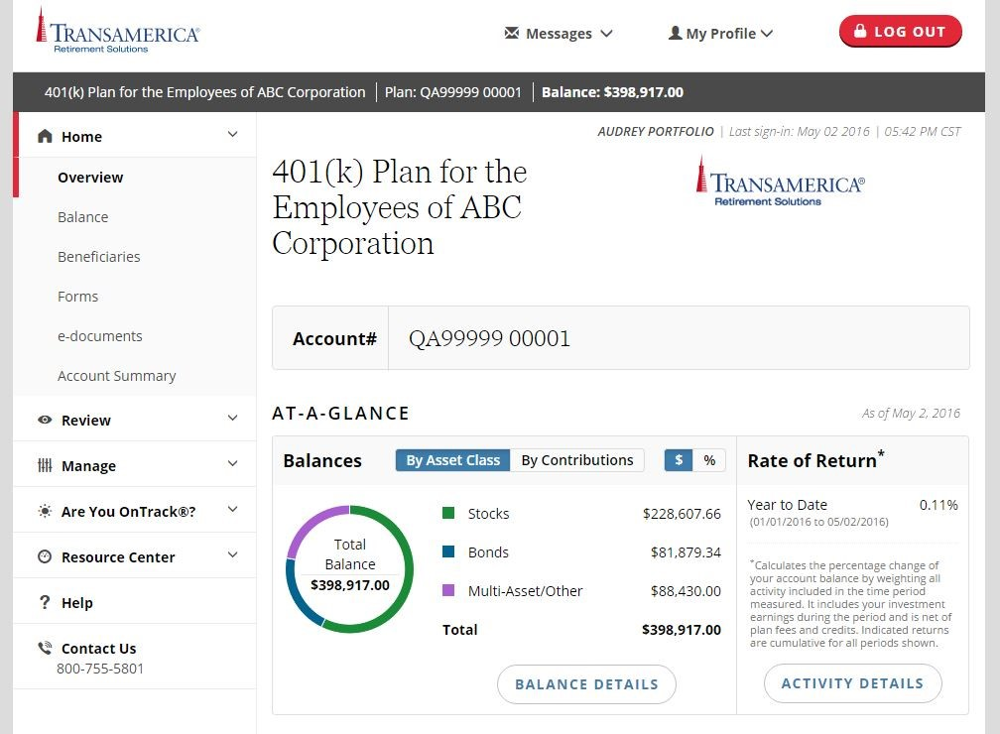 TRANSAMERICA®
Retirement Solutions
Messages
My Profile
LOG OUT
401(k) Plan for the Employees of ABC Corporation | Plan: QA99999 00001 | Balance: $398,917.00
Home
Overview
Balance
Beneficiaries
Forms
e-documents
Account Summary
Review
Manage
Are You OnTrack®?
Resource Center
? Help
Contact Us
800-755-5801
AUDREY PORTFOLIO | Last sign-in: May 02 2016 | 05:42 PM CST
401(k) Plan for the
Employees of ABC
Corporation
TRANSAMERICA®
Retirement Solutions
Account# QA99999 00001
AT-A-GLANCE
As of May 2, 2016
Balances By Asset Class By Contributions $ %
Total
Balance
$398,917.00
Stocks $228,607.66
Bonds $81,879.34
Multi-Asset/Other $88,430.00
Total $398,917.00
BALANCE DETAILS
Rate of Return*
Year to Date 0.11%
(01/01/2016 to 05/02/2016)
*Calculates the percentage change of
your account balance by weighting all
activity included in the time period
measured. It includes your investment
earnings during the period and is net of
plan fees and credits. Indicated returns
are cumulative for all periods shown.
ACTIVITY DETAILS